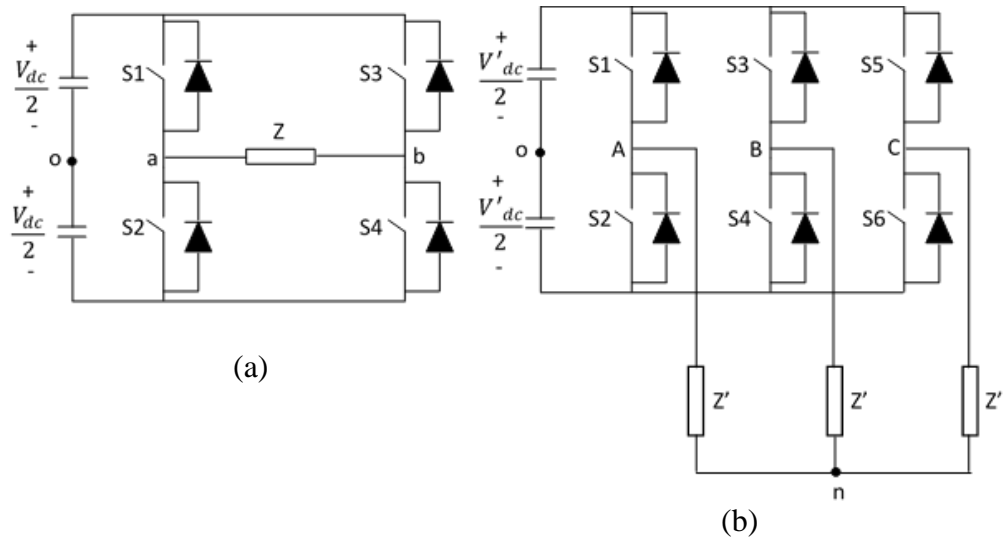 +
V_dc
2
-
o
+
V_dc
2
-
S1
S3
Z
a
b
S2
S4
(a)
+
V'_dc
2
-
o
+
V'_dc
2
-
S1
S3
S5
A
B
C
S2
S4
S6
Z'
Z'
Z'
n
(b)